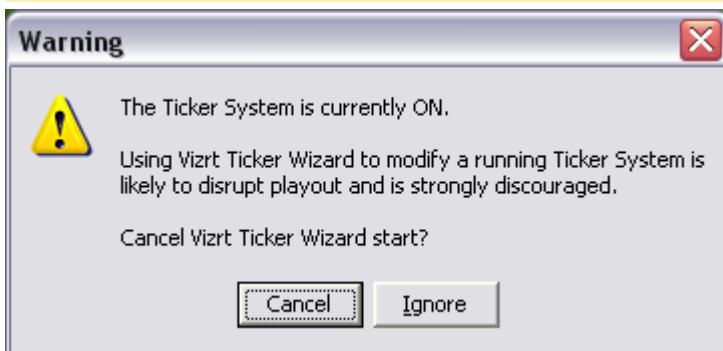 Warning
The Ticker System is currently ON.
Using Vizrt Ticker Wizard to modify a running Ticker System is
likely to disrupt playout and is strongly discouraged.
Cancel Vizrt Ticker Wizard start?
Cancel
Ignore